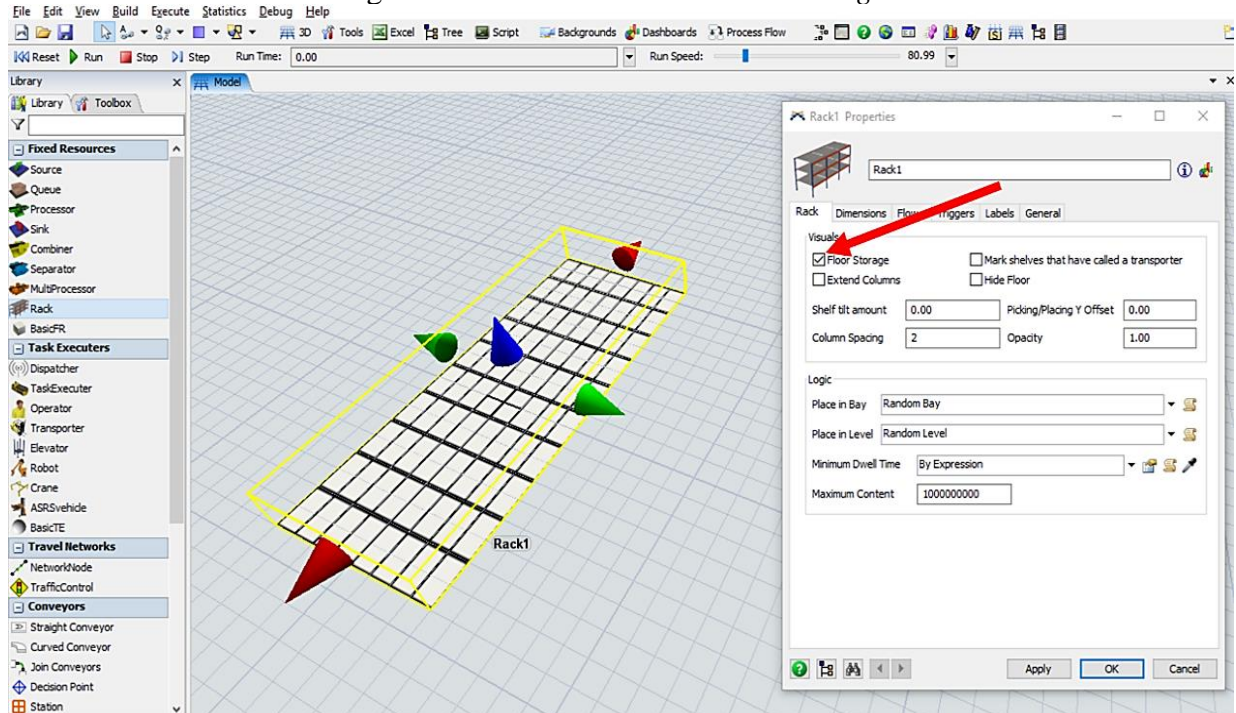 File Edit View Build Execute Statistics Debug Help
3D Tools Excel Tree Script Backgrounds Dashboards Process Flow
Reset Run Stop Step Run Time: 0.00 Run Speed: 80.99
Library
Model
Library Toolbox
Fixed Resources
Source
Queue
Processor
Sink
Combiner
Separator
MultiProcessor
Rack
BasicFR
Task Executers
Dispatcher
TaskExecuter
Operator
Transporter
Elevator
Robot
Crane
ASRSvehicle
BasicTE
Travel Networks
NetworkNode
TrafficControl
Conveyors
Straight Conveyor
Curved Conveyor
Join Conveyors
Decision Point
Station
Rack1
Rack1 Properties
Rack1
Rack Dimensions Triggers Labels General
Visuals
Floor Storage Mark shelves that have called a transporter
Extend Columns Hide Floor
Shelf tilt amount 0.00 Picking/Placing Y Offset 0.00
Column Spacing 2 Opacity 1.00
Logic
Place in Bay Random Bay
Place in Level Random Level
Minimum Dwell Time By Expression
Maximum Content 1000000000
Apply OK Cancel